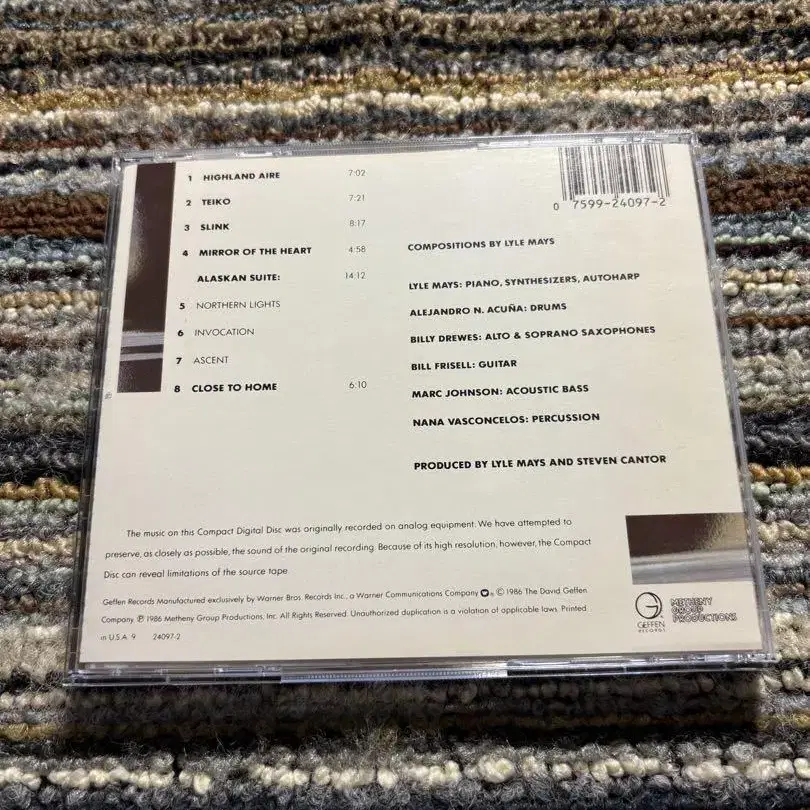 1 HIGHLAND AIRE 7:02
2 TEIKO 7:21
3 SLINK 8:17
4 MIRROR OF THE HEART 4:58
ALASKAN SUITE: 14:12
5 NORTHERN LIGHTS
6 INVOCATION
7 ASCENT
8 CLOSE TO HOME 6:10
0 7599-24097-2
COMPOSITIONS BY LYLE MAYS
LYLE MAYS: PIANO, SYNTHESIZERS, AUTOHARP
ALEJANDRO N. ACUÑA: DRUMS
BILLY DREWES: ALTO & SOPRANO SAXOPHONES
BILL FRISELL: GUITAR
MARC JOHNSON: ACOUSTIC BASS
NANA VASCONCELOS: PERCUSSION
PRODUCED BY LYLE MAYS AND STEVEN CANTOR
The music on this Compact Digital Disc was originally recorded on analog equipment. We have attempted to
preserve, as closely as possible, the sound of the original recording. Because of its high resolution, however, the Compact
Disc can reveal limitations of the source tape.
Geffen Records Manufactured exclusively by Warner Bros. Records Inc., a Warner Communications Company ®. © 1986 The David Geffen
Company. ℗ 1986 Metheny Group Productions, Inc. All Rights Reserved. Unauthorized duplication is a violation of applicable laws. Printed
in U.S.A. 9 24097-2
GEFFEN
RECORDS
METHENY
GROUP
PRODUCTIONS